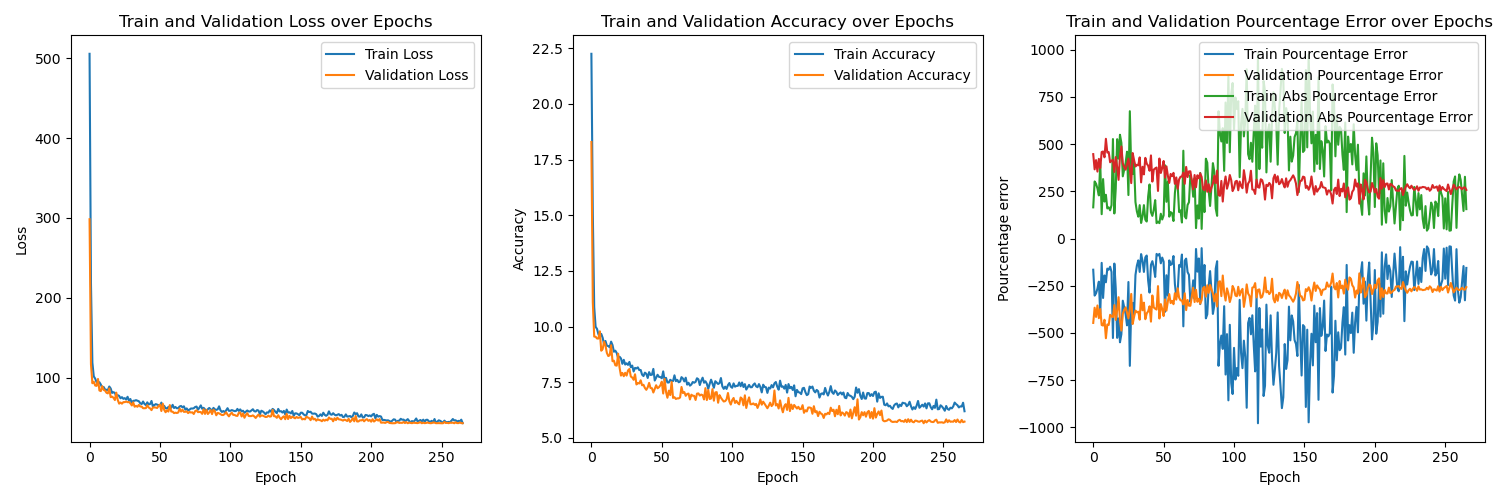 Train and Validation Loss over Epochs
Train Loss
Validation Loss
500
400
300
200
100
Loss
0 50 100 150 200 250
Epoch
Train and Validation Accuracy over Epochs
Train Accuracy
Validation Accuracy
22.5
20.0
17.5
15.0
12.5
10.0
7.5
5.0
Accuracy
0 50 100 150 200 250
Epoch
Train and Validation Pourcentage Error over Epochs
Train Pourcentage Error
Validation Pourcentage Error
Train Abs Pourcentage Error
Validation Abs Pourcentage Error
1000
750
500
250
0
−250
−500
−750
−1000
Pourcentage error
0 50 100 150 200 250
Epoch